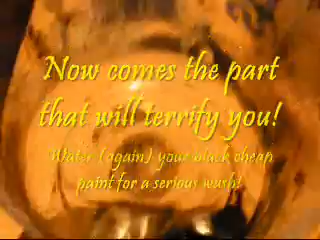 Now comes the part
that will terrify you!
Water (again) your black cheap
paint for a serious wash!